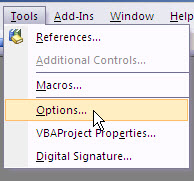 Tools Add-Ins Window Help
References...
Additional Controls...
Macros...
Options...
VBAProject Properties...
Digital Signature...